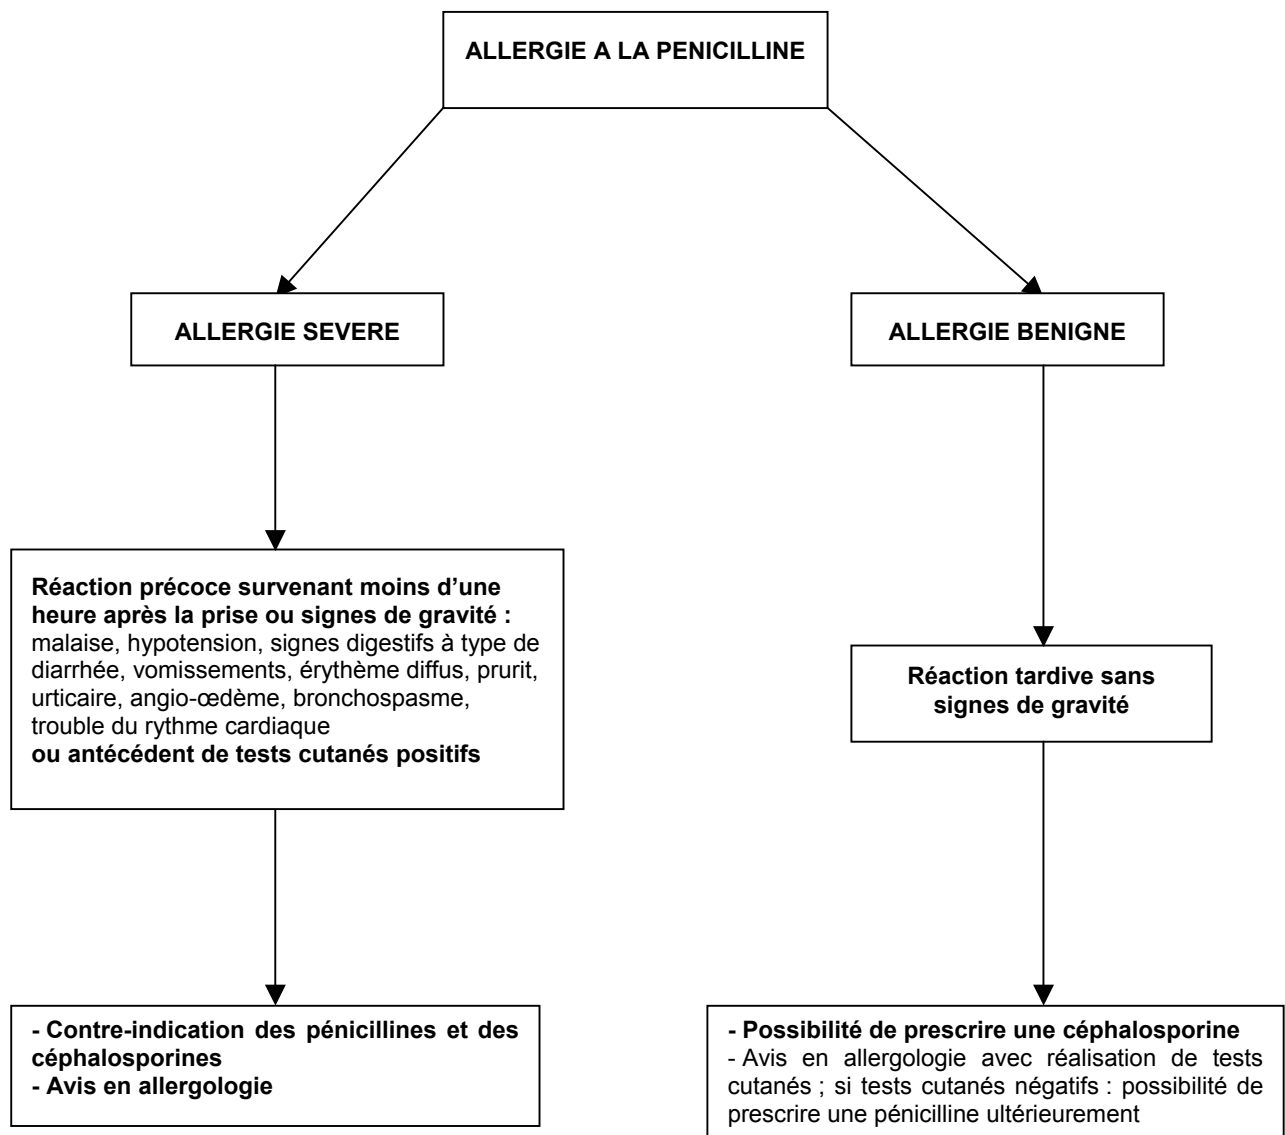 ALLERGIE A LA PENICILLINE
ALLERGIE SEVERE
ALLERGIE BENIGNE
Réaction précoce survenant moins d’une
heure après la prise ou signes de gravité :
malaise, hypotension, signes digestifs à type de
diarrhée, vomissements, érythème diffus, prurit,
urticaire, angio-œdème, bronchospasme,
trouble du rythme cardiaque
ou antécédent de tests cutanés positifs
Réaction tardive sans
signes de gravité
- Contre-indication des pénicillines et des
céphalosporines
- Avis en allergologie
- Possibilité de prescrire une céphalosporine
- Avis en allergologie avec réalisation de tests
cutanés ; si tests cutanés négatifs : possibilité de
prescrire une pénicilline ultérieurement